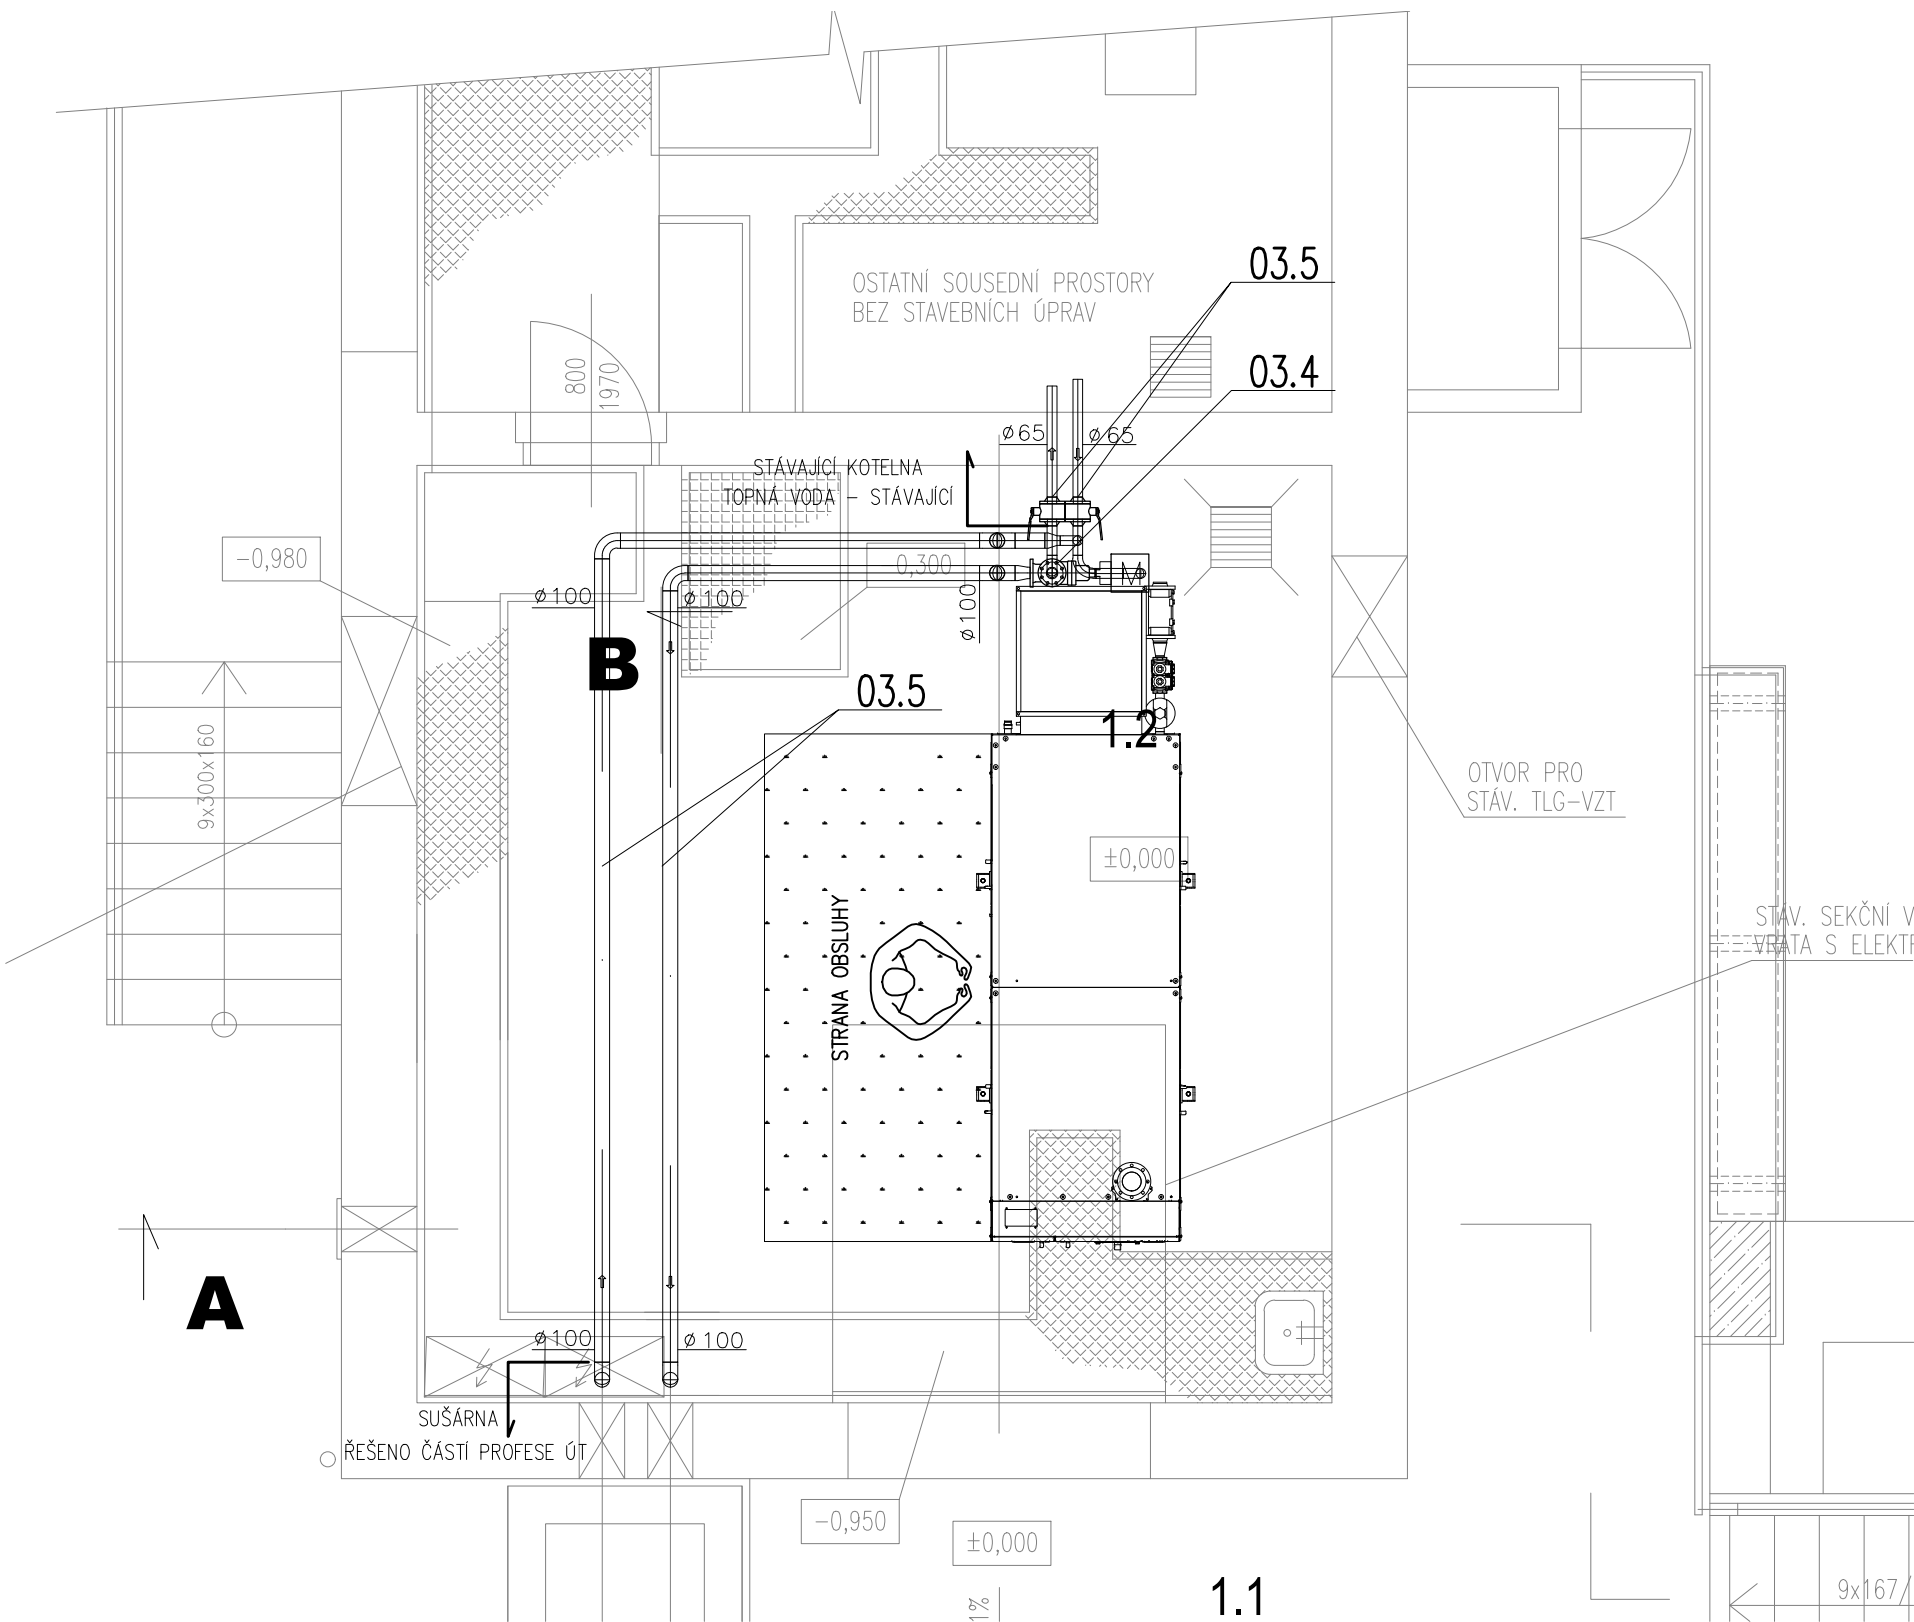 03.5
OSTATNÍ SOUSEDNÍ PROSTORY
BEZ STAVEBNÍCH ÚPRAV
800
1970
03.4
ø65
ø65
STÁVAJÍCÍ KOTELNA
TOPNÁ VODA – STÁVAJÍCÍ
-0,980
0,300
M
ø100
ø100
ø100
B
03.5
1.2
9x300x160
OTVOR PRO
STÁV. TLG-VZT
±0,000
STRANA OBSLUHY
STÁV. SEKČNÍ V
VRATA S ELEKTR
A
ø100
ø100
SUŠÁRNA
ŘEŠENO ČÁSTÍ PROFESE ÚT
-0,950
±0,000
1%
1.1
9x167/